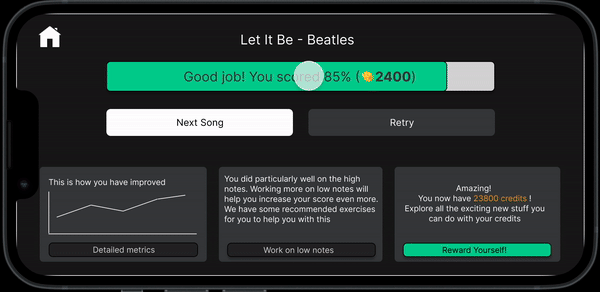 Let It Be - Beatles
Good job! You scored 85% (2400)
Next Song
Retry
This is how you have improved
Detailed metrics
You did particularly well on the high
notes. Working more on low notes will
help you increase your score even more.
We have some recommended exercises
for you to help you with this
Work on low notes
Amazing!
You now have 23800 credits !
Explore all the exciting new stuff you
can do with your credits
Reward Yourself!